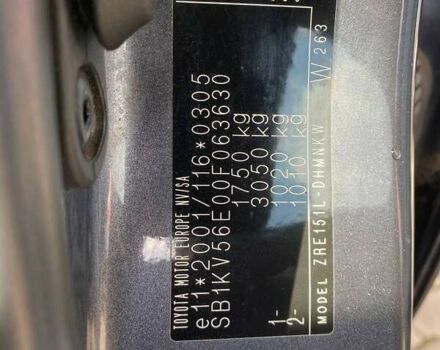 TOYOTA MOTOR EUROPE NV/SA
e11*2001/116*0305
SB1KV56E00F063630
1750 kg
3050 kg
1- 1020 kg
2- 1010 kg
MODEL ZRE151L-DHMNKW
W 263